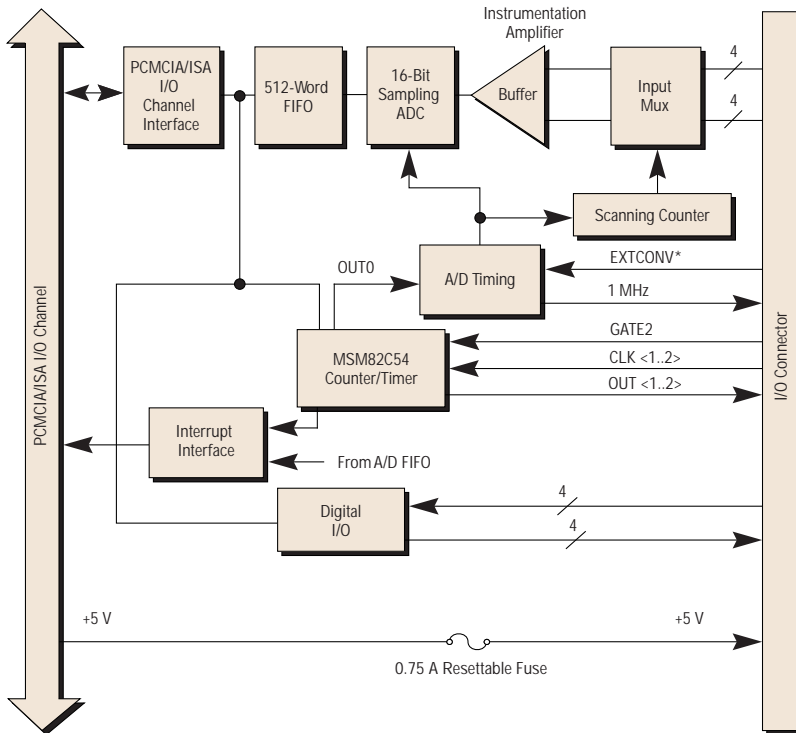 Instrumentation
Amplifier
PCMCIA/ISA
I/O
Channel
Interface
512-Word
FIFO
16-Bit
Sampling
ADC
Buffer
Input
Mux
4
4
Scanning Counter
A/D Timing
OUT0
EXTCONV*
1 MHz
MSM82C54
Counter/Timer
GATE2
CLK <1..2>
OUT <1..2>
PCMCIA/ISA I/O Channel
I/O Connector
Interrupt
Interface
From A/D FIFO
Digital
I/O
4
4
+5 V
+5 V
0.75 A Resettable Fuse